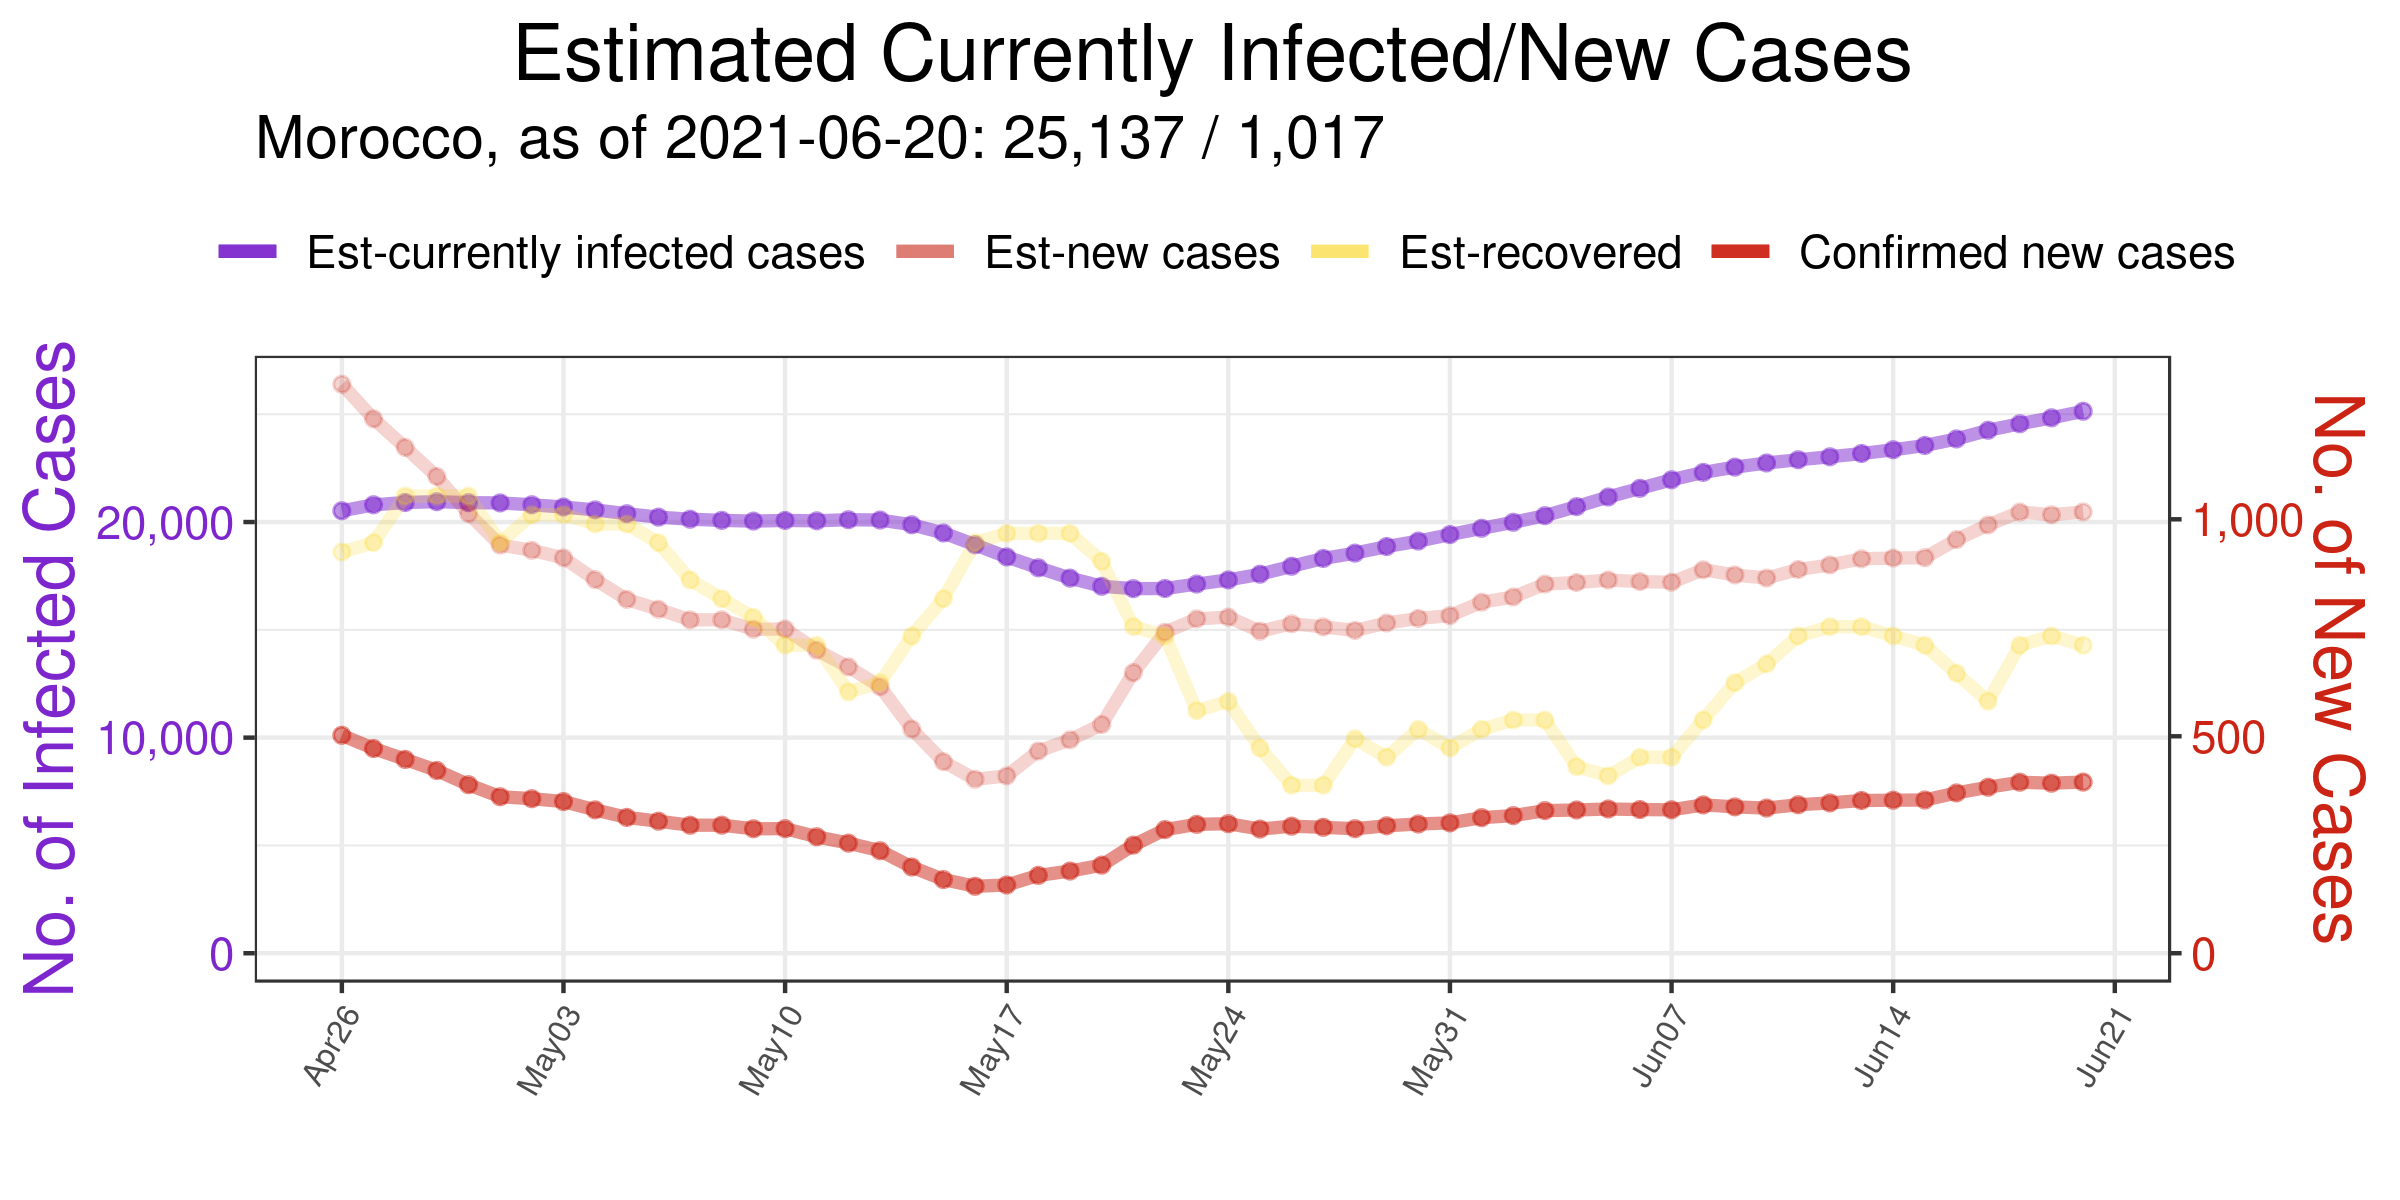 Estimated Currently Infected/New Cases
Morocco, as of 2021-06-20: 25,137 / 1,017
Est-currently infected cases Est-new cases Est-recovered Confirmed new cases
No. of Infected Cases
20,000
10,000
0
1,000
500
0
No. of New Cases
Apr26 May03 May10 May17 May24 May31 Jun07 Jun14 Jun21